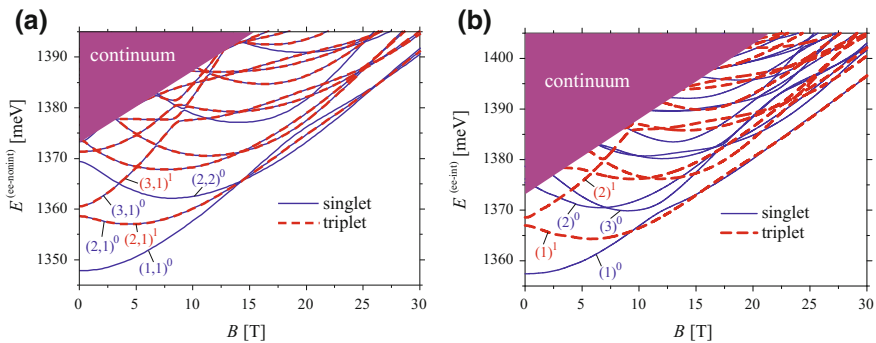 (a)
1390
1380
1370
1360
1350
E^(ee-nonint) [meV]
continuum
(3,1)^1
(2,2)^0
(3,1)^0
(2,1)^0
(2,1)^1
(1,1)^0
singlet
triplet
0
5
10
15
20
25
30
B [T]
(b)
1400
1390
1380
1370
1360
E^(ee-int) [meV]
continuum
(2)^1
(2)^0
(3)^0
(1)^1
(1)^0
singlet
triplet
0
5
10
15
20
25
30
B [T]